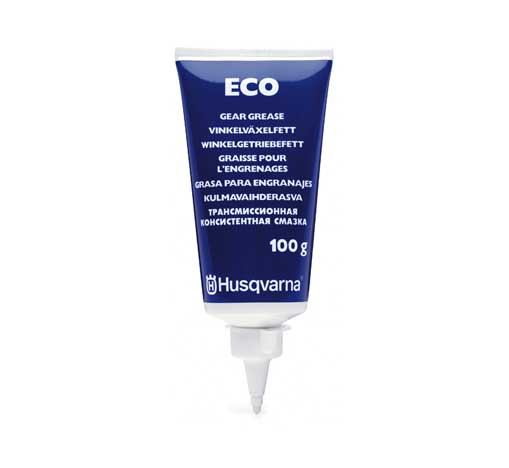 ECO
GEAR GREASE
VINKELVÄXELFETT
WINKELGETRIEBEFETT
GRAISSE POUR
L'ENGRENAGES
GRASA PARA ENGRANAJES
KULMAVAIHDERASVA
ТРАНСМИССИОННАЯ
КОНСИСТЕНТНАЯ СМАЗКА
100 g
Husqvarna®